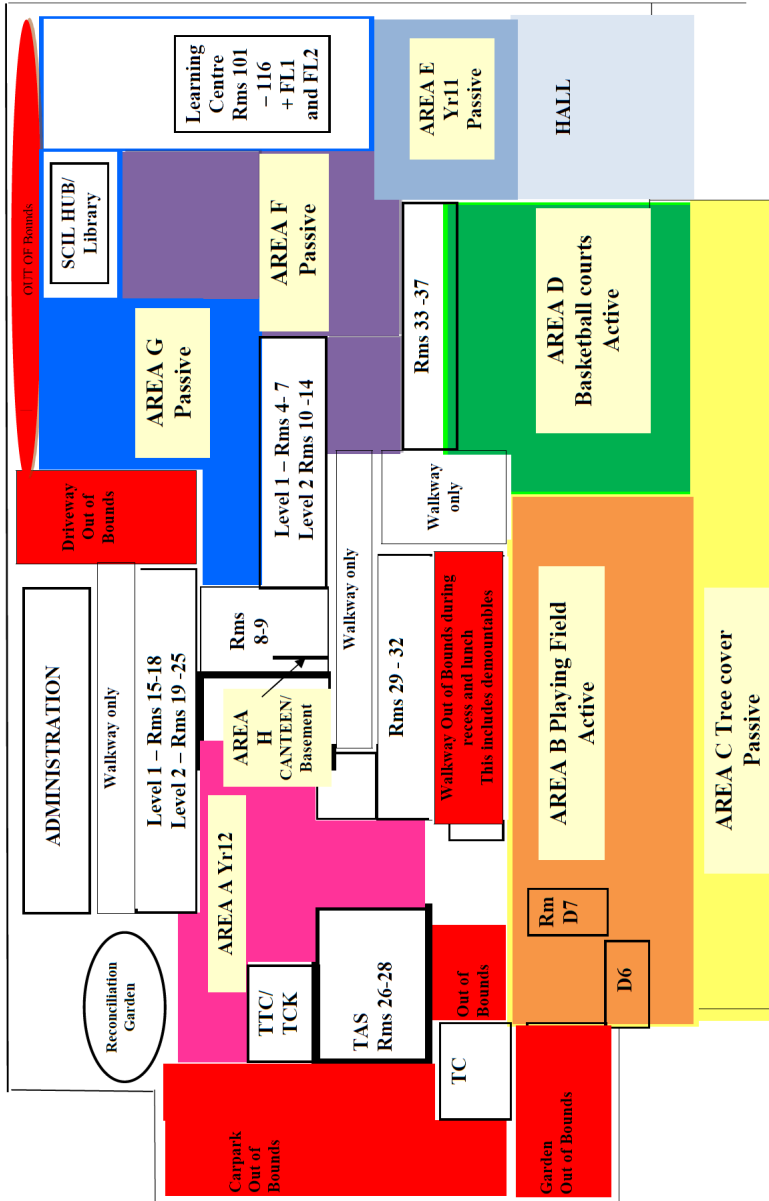 OUT OF Bounds
Reconciliation
Garden
ADMINISTRATION
Walkway only
Driveway
Out of
Bounds
SCIL HUB/
Library
Learning
Centre
Rms 101
– 116
+ FL1
and FL2
Level 1 – Rms 15-18
Level 2 – Rms 19 -25
AREA G
Passive
Carpark
Out of
Bounds
AREA A Yr12
AREA
H
CANTEEN/
Basement
Rms
8-9
Level 1 – Rms 4- 7
Level 2 Rms 10 -14
AREA F
Passive
TTC/
TCK
TAS
Rms 26-28
Walkway only
Rms 29 - 32
Rms 33 -37
AREA E
Yr11
Passive
TC
Out of
Bounds
Walkway Out of Bounds during
recess and lunch
This includes demountables
Walkway
only
Garden
Out of Bounds
Rm
D7
D6
AREA B Playing Field
Active
AREA D
Basketball courts
Active
HALL
AREA C Tree cover
Passive